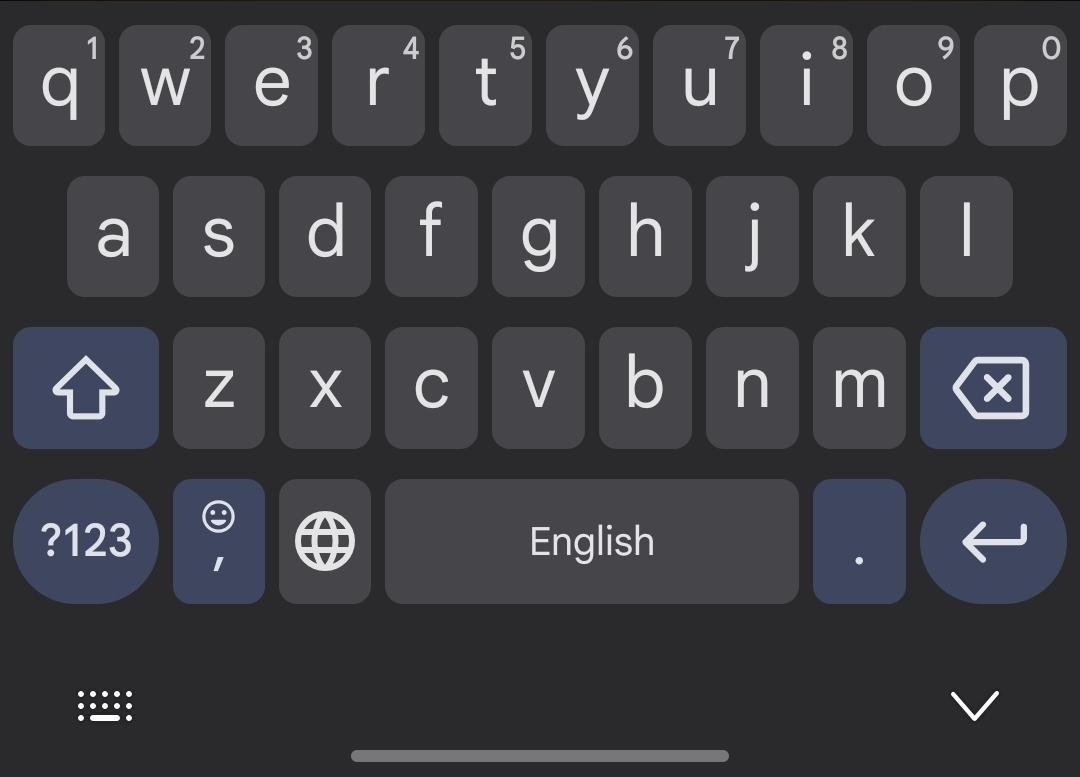 q1 w2 e3 r4 t5 y6 u7 i8 o9 p0
a s d f g h j k l
z x c v b n m
?123 , English .